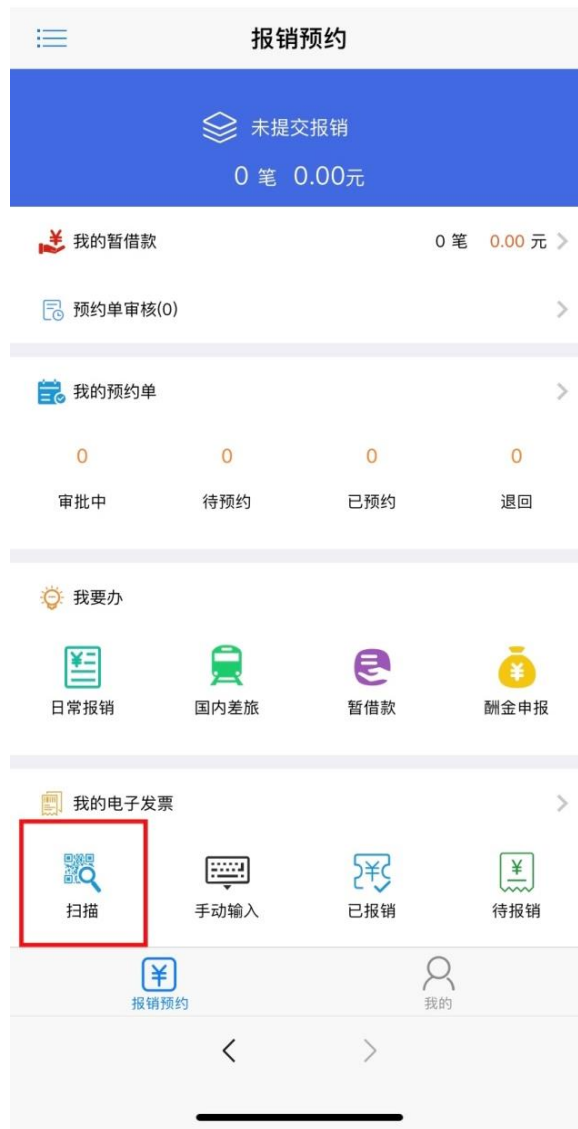 报销预约
未提交报销
0 笔 0.00元
我的暂借款 0 笔 0.00 元
预约单审核(0)
我的预约单
0 0 0 0
审批中 待预约 已预约 退回
我要办
日常报销 国内差旅 暂借款 酬金申报
我的电子发票
扫描 手动输入 已报销 待报销
报销预约 我的